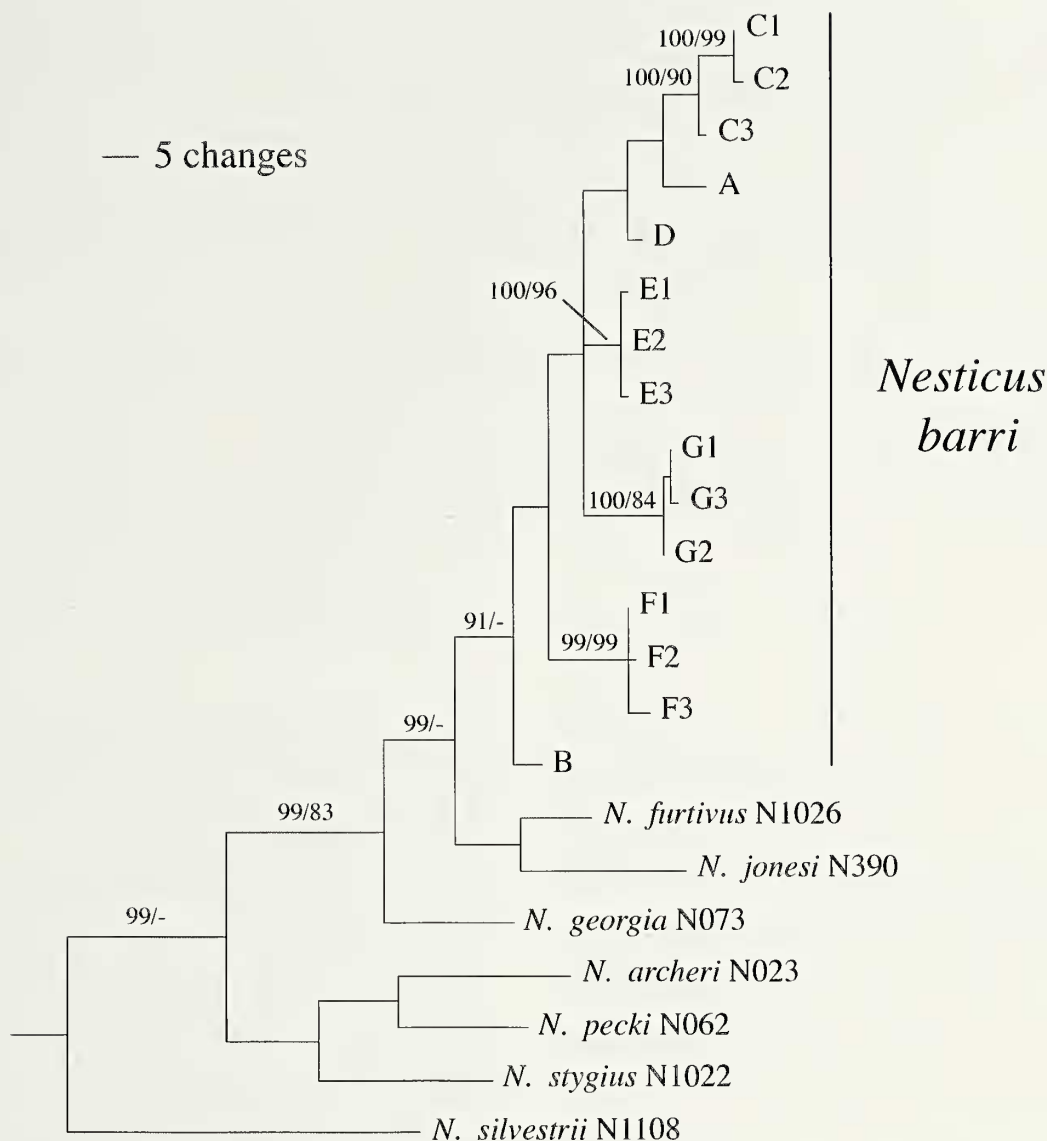 C1
100/99
C2
100/90
C3
— 5 changes
A
D
E1
100/96
E2
E3
Nesticus
barri
G1
G3
100/84
G2
F1
91/-
99/99
F2
F3
99/-
B
99/83
N. furtivus N1026
N. jonesi N390
99/-
N. georgia N073
N. archeri N023
N. pecki N062
N. stygius N1022
N. silvestrii N1108